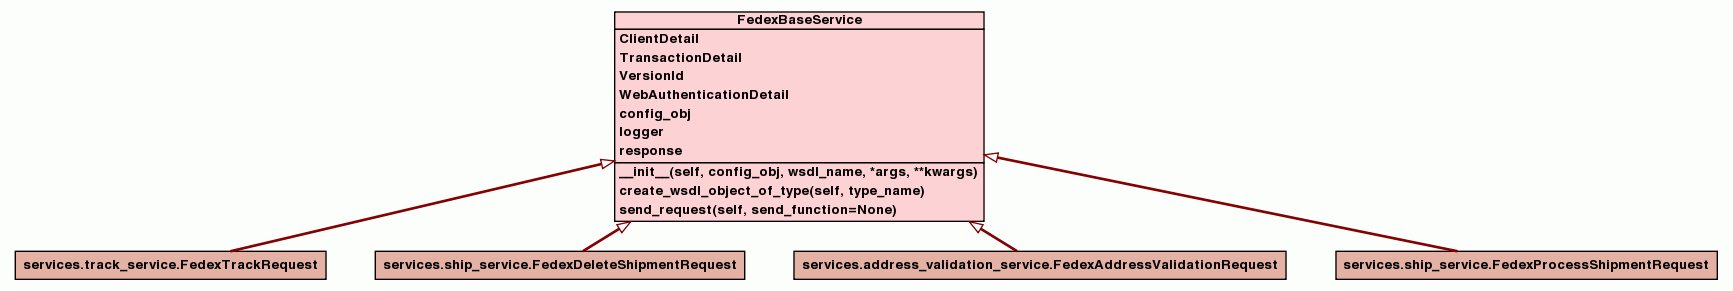 FedexBaseService
ClientDetail
TransactionDetail
VersionId
WebAuthenticationDetail
config_obj
logger
response
__init__(self, config_obj, wsdl_name, *args, **kwargs)
create_wsdl_object_of_type(self, type_name)
send_request(self, send_function=None)
services.track_service.FedexTrackRequest
services.ship_service.FedexDeleteShipmentRequest
services.address_validation_service.FedexAddressValidationRequest
services.ship_service.FedexProcessShipmentRequest